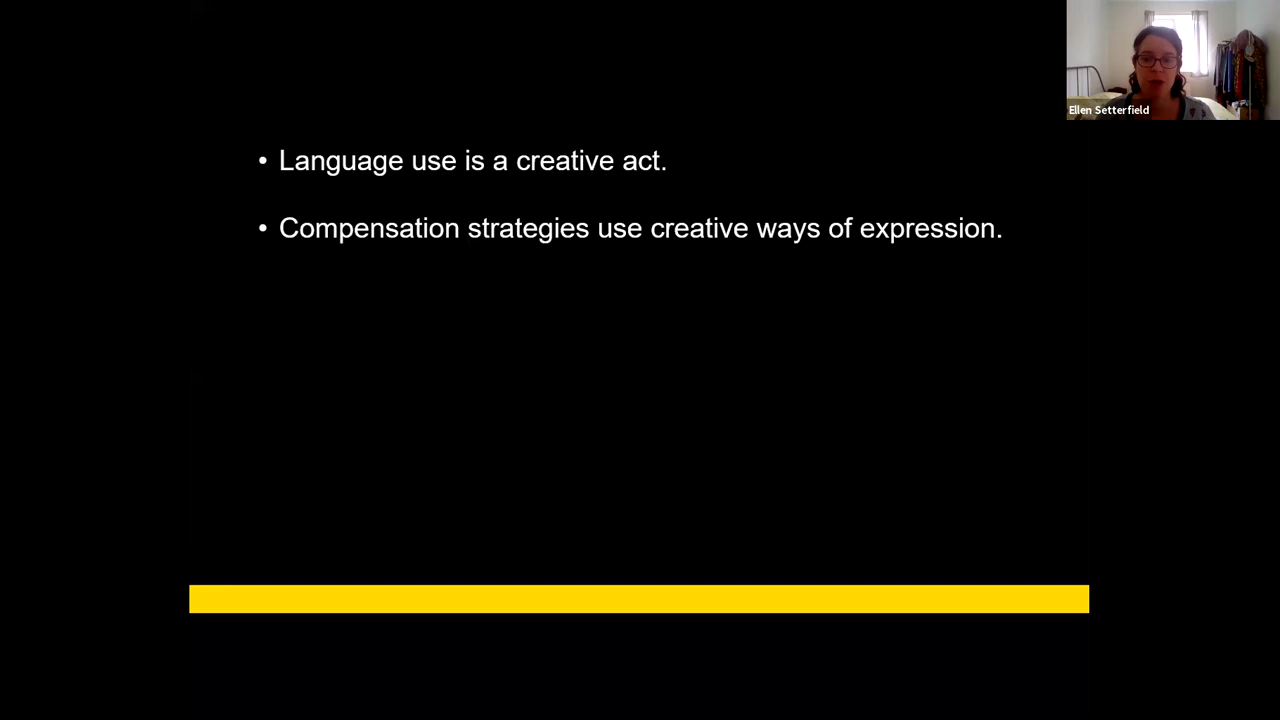 Ellen Setterfield
• Language use is a creative act.
• Compensation strategies use creative ways of expression.